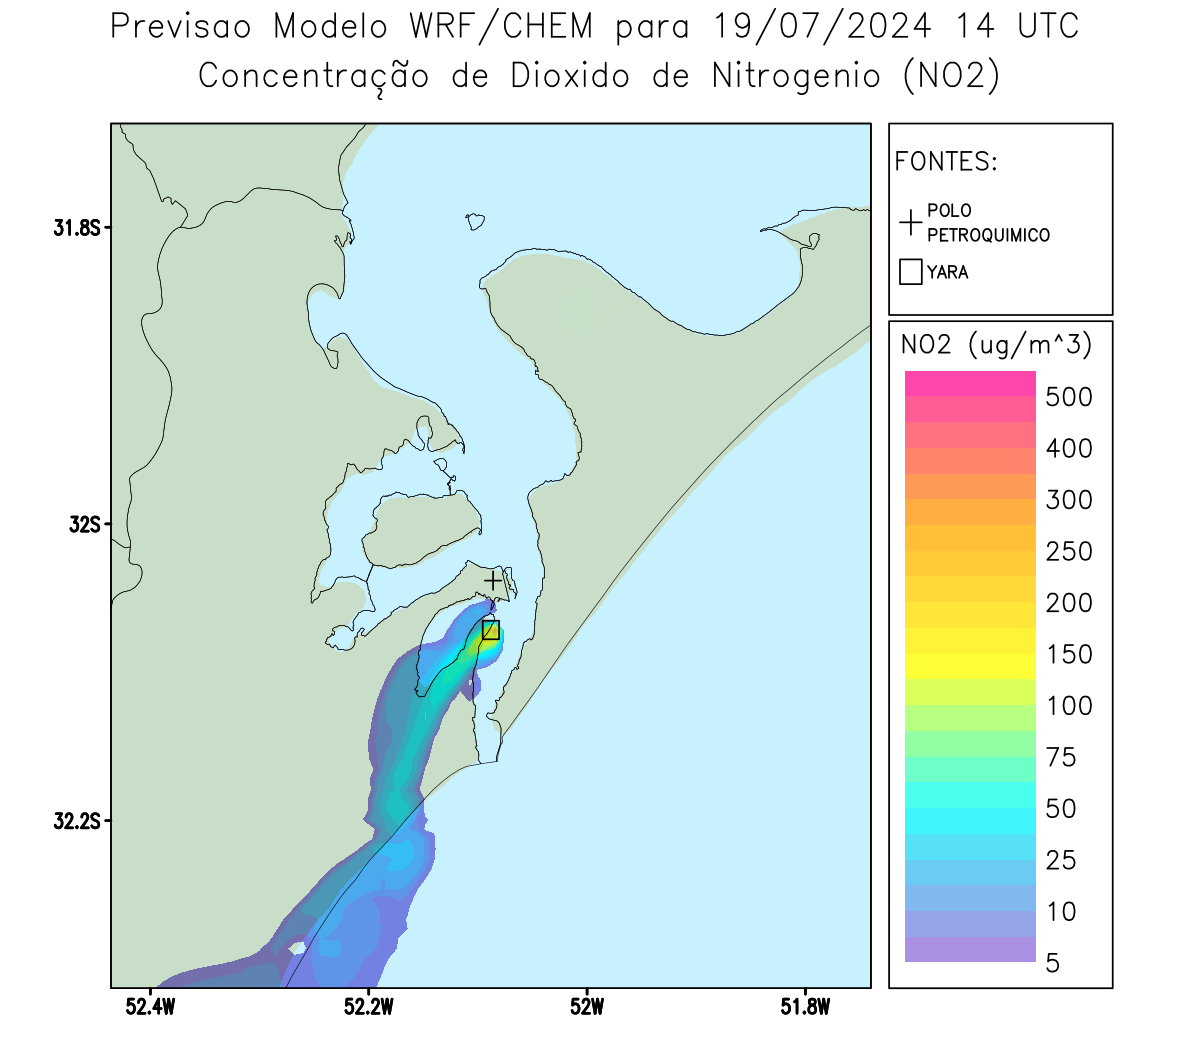 Previsao Modelo WRF/CHEM para 19/07/2024 14 UTC
Concentração de Dioxido de Nitrogenio (NO2)
FONTES:
POLO
PETROQUIMICO
YARA
31.8S
32S
32.2S
52.4W
52.2W
52W
51.8W
NO2 (ug/m^3)
500
400
300
250
200
150
100
75
50
25
10
5